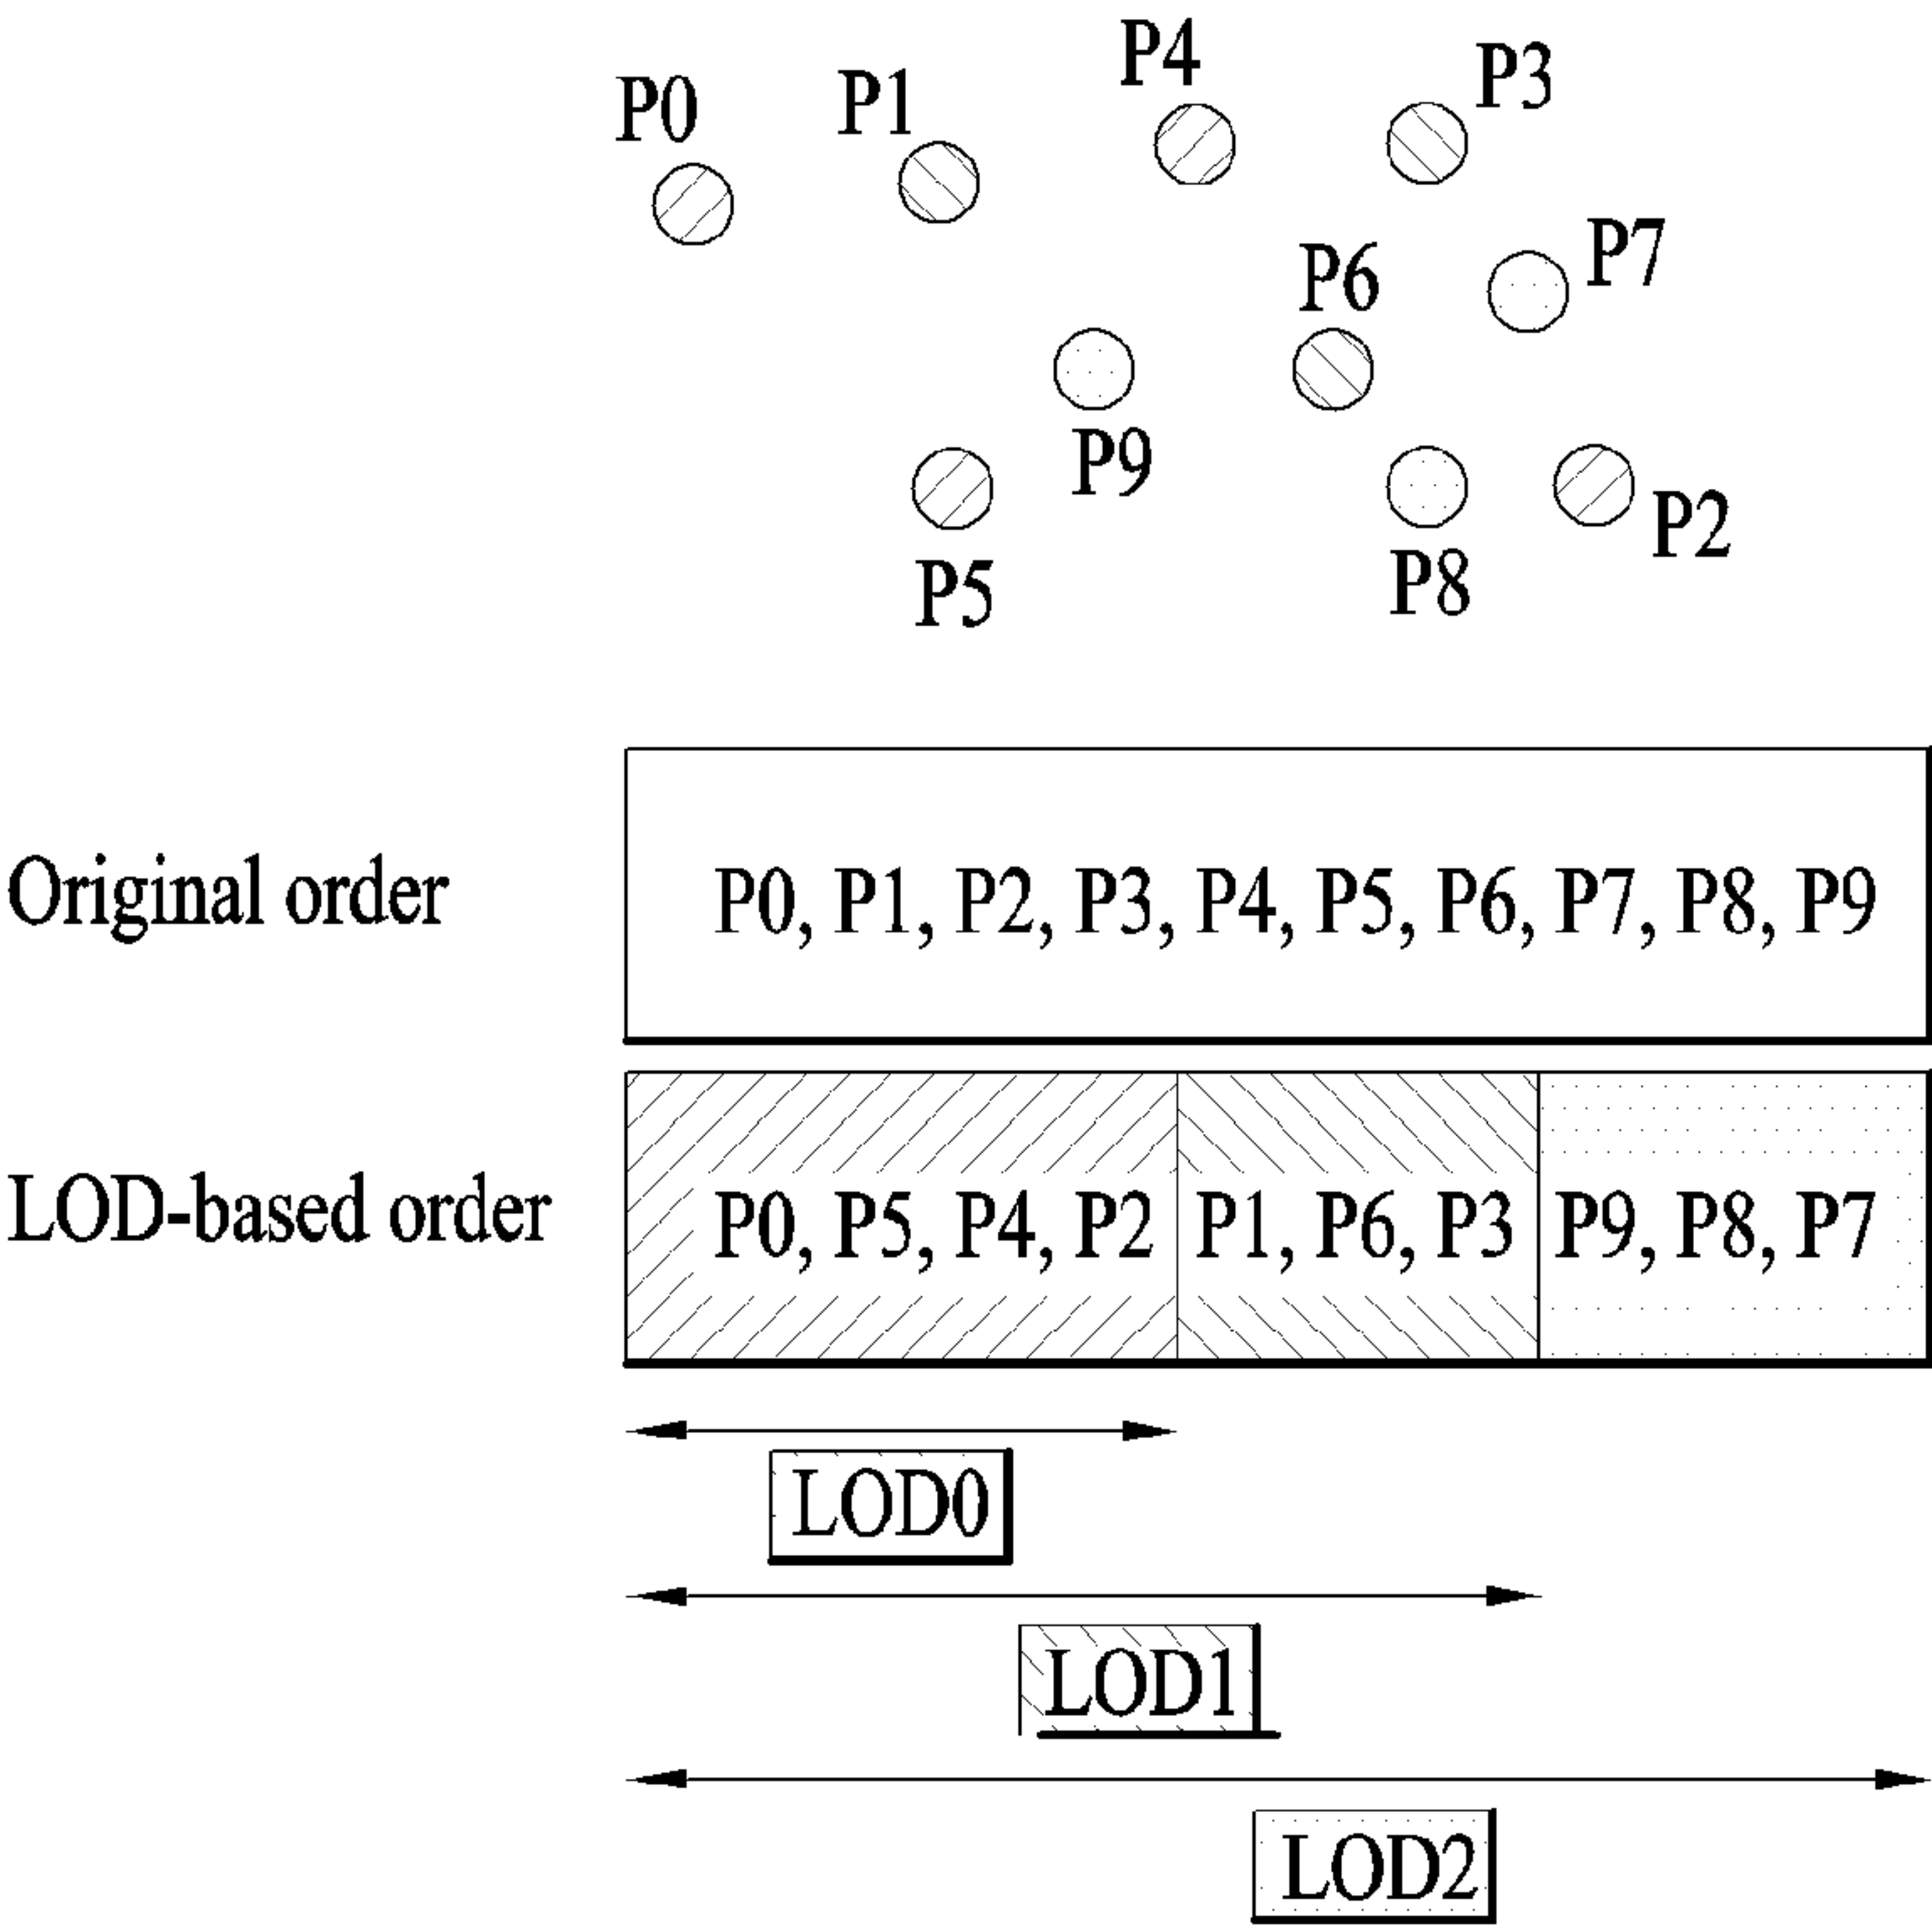 P4
P3
P0
P1
P7
P6
P9
P2
P5
P8
Original order
P0, P1, P2, P3, P4, P5, P6, P7, P8, P9
LOD-based order
P0, P5, P4, P2, P1, P6, P3, P9, P8, P7
LOD0
LOD1
LOD2